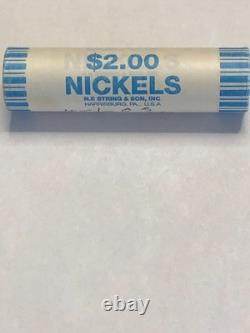 $2.00
NICKELS
N.F. STRING & SON, INC
HARRISBURG, PA., U.S.A